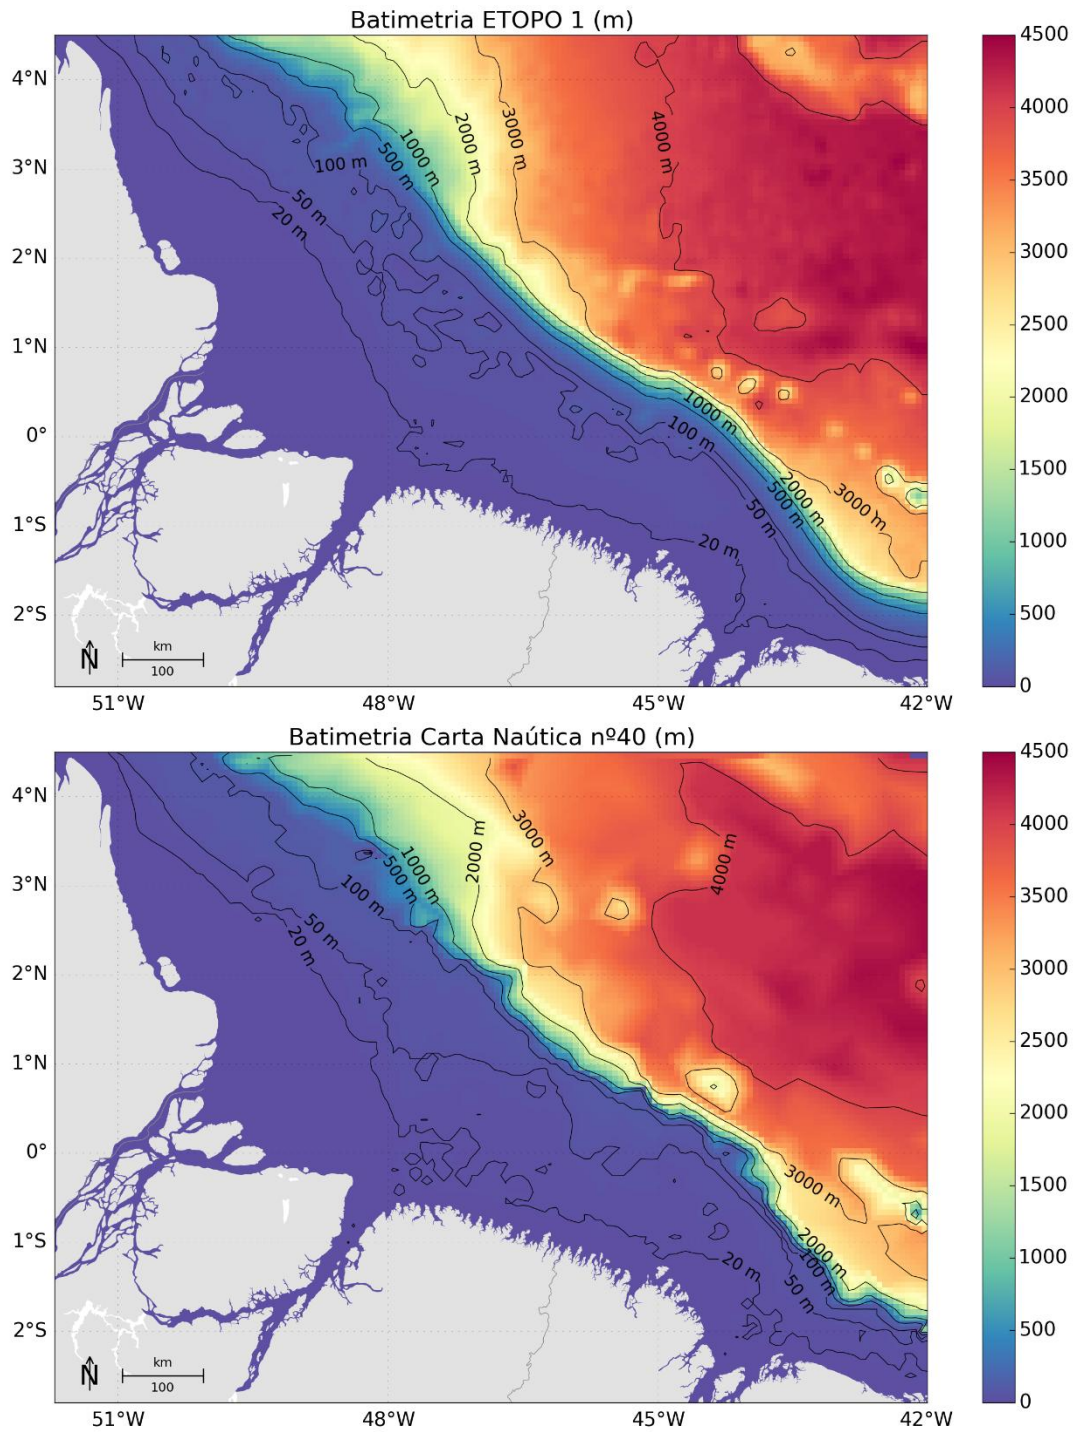 Batimetria ETOPO 1 (m)
4°N
3°N
2°N
1°N
0°
1°S
2°S
51°W
48°W
45°W
42°W
100 m
50 m
20 m
500 m
1000 m
2000 m
3000 m
4000 m
1000 m
100 m
2000 m
500 m
50 m
3000 m
20 m
N
km
100
4500
4000
3500
3000
2500
2000
1500
1000
500
0
Batimetria Carta Naútica nº40 (m)
4°N
3°N
2°N
1°N
0°
1°S
2°S
51°W
48°W
45°W
42°W
1000 m
500 m
100 m
50 m
20 m
2000 m
3000 m
4000 m
3000 m
2000 m
100 m
50 m
20 m
N
km
100
4500
4000
3500
3000
2500
2000
1500
1000
500
0